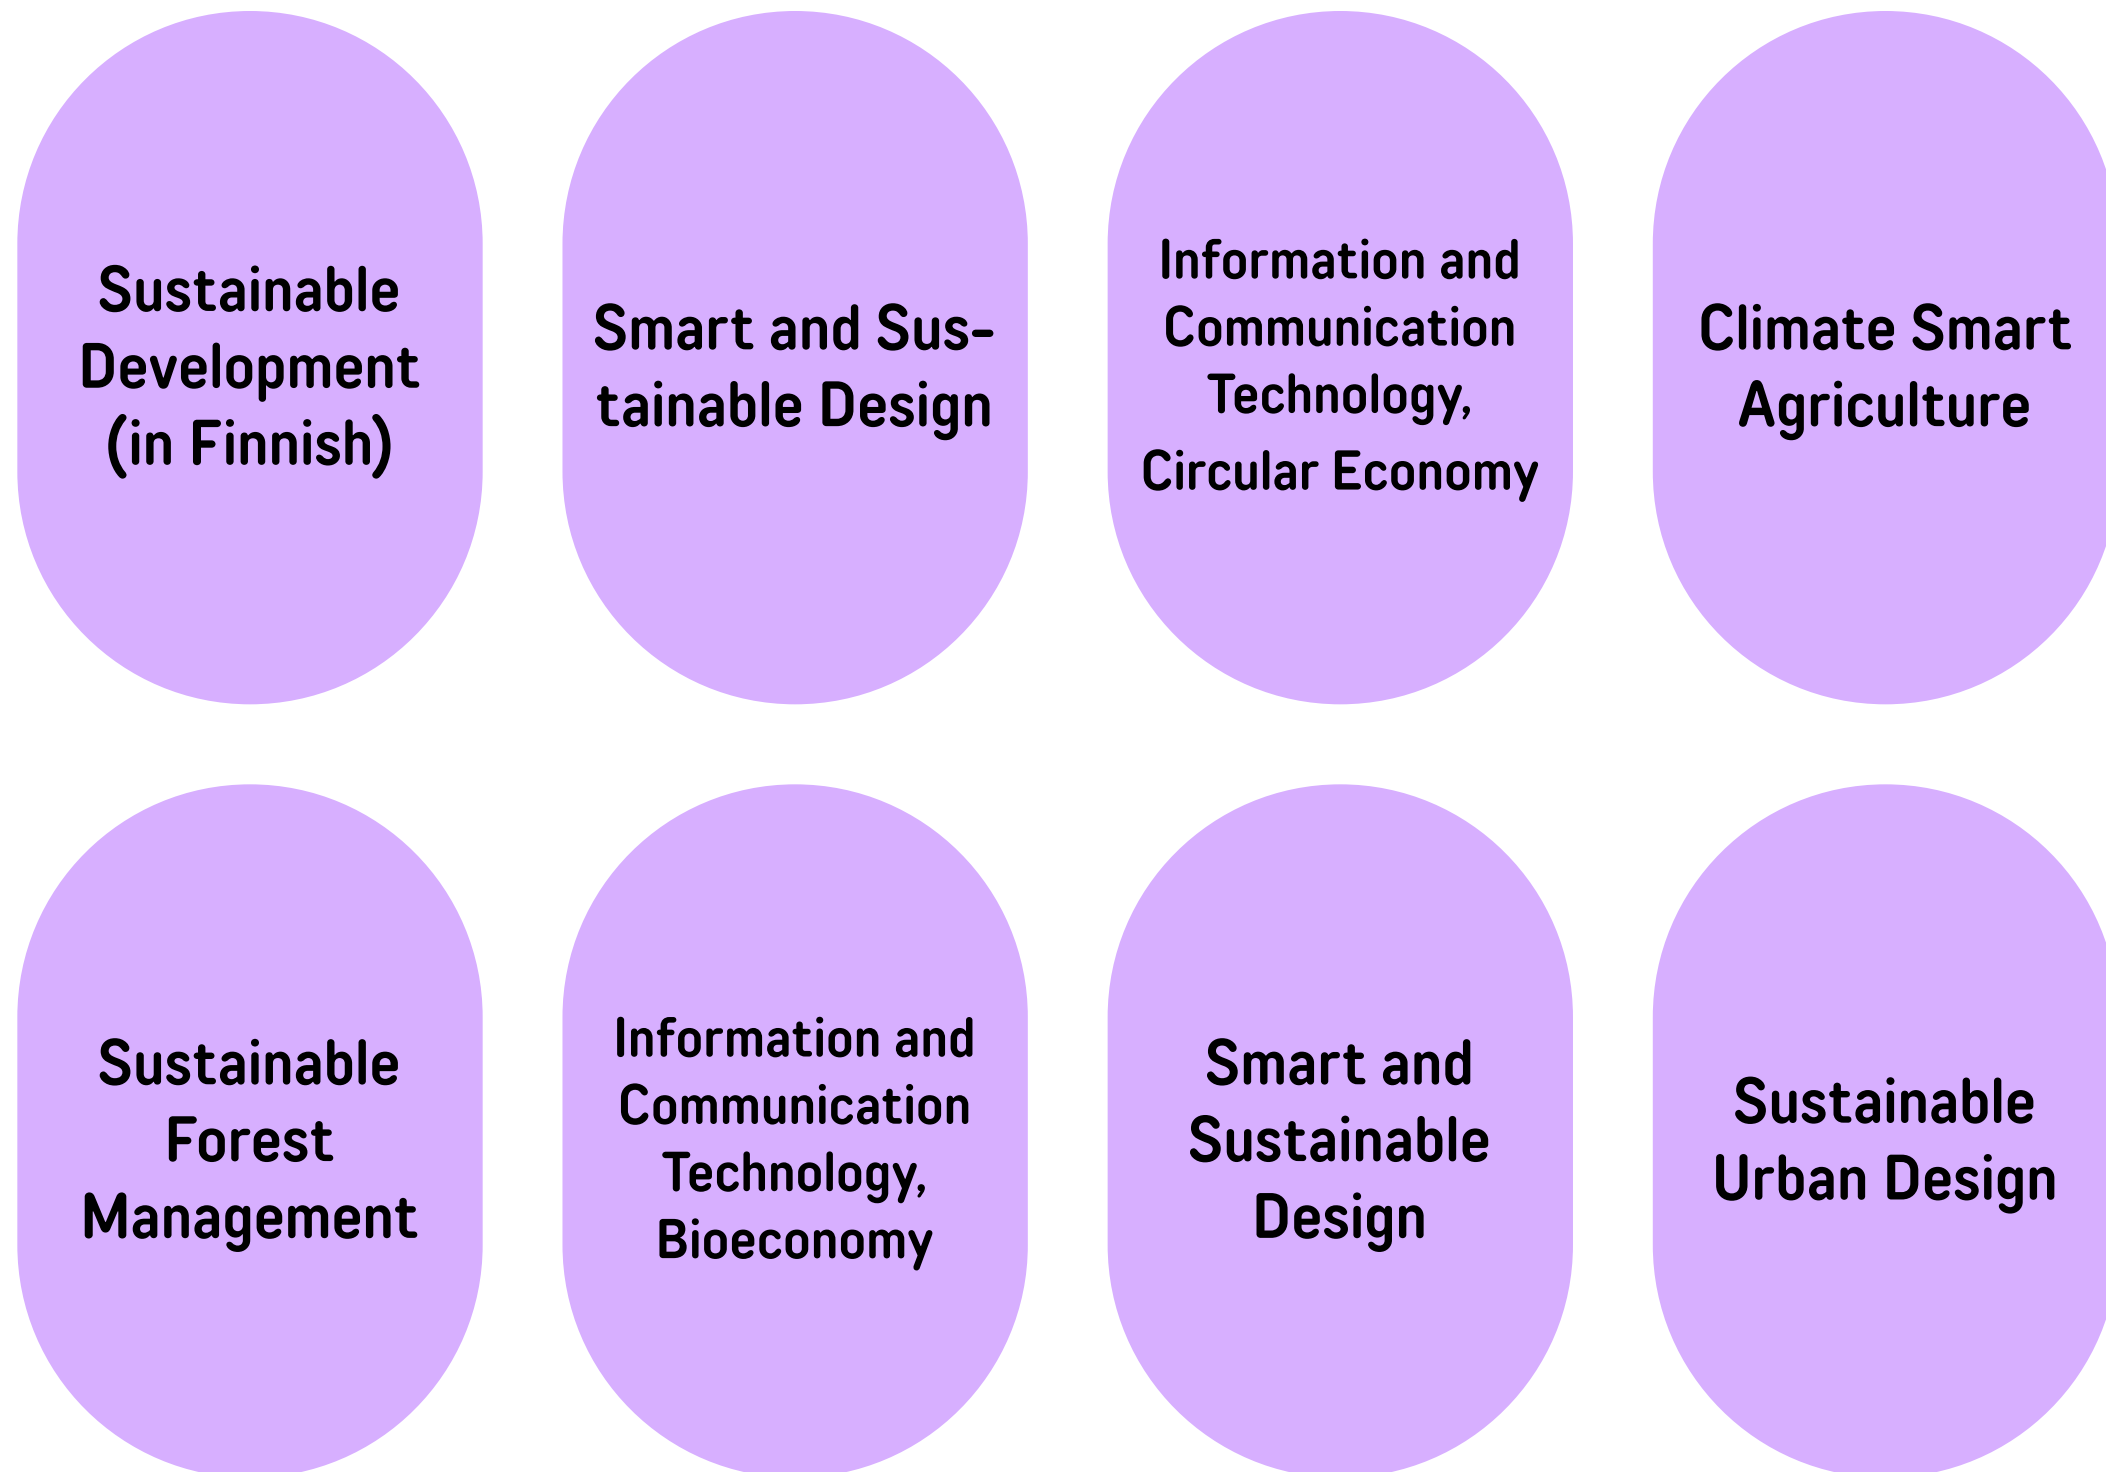 Sustainable
Development
(in Finnish)
Smart and Sus-
tainable Design
Information and
Communication
Technology,
Circular Economy
Climate Smart
Agriculture
Sustainable
Forest
Management
Information and
Communication
Technology,
Bioeconomy
Smart and
Sustainable
Design
Sustainable
Urban Design